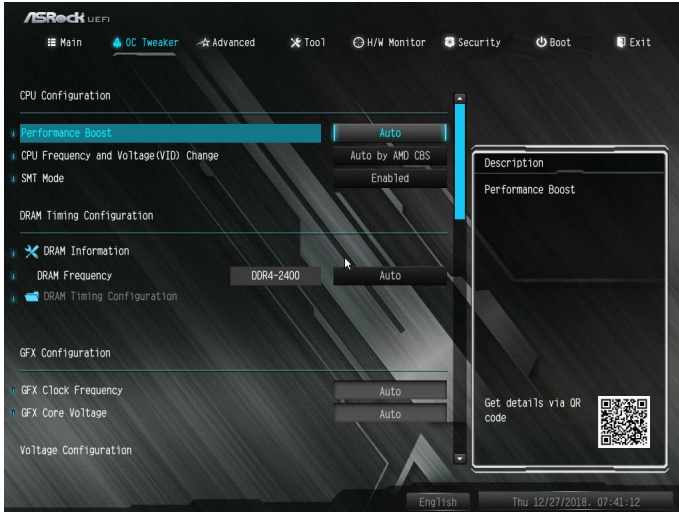 ASRock UEFI
Main OC Tweaker Advanced Tool H/W Monitor Security Boot Exit
CPU Configuration
Performance Boost Auto
CPU Frequency and Voltage(VID) Change Auto by AMD CBS
SMT Mode Enabled
DRAM Timing Configuration
DRAM Information
DRAM Frequency DDR4-2400 Auto
DRAM Timing Configuration
GFX Configuration
GFX Clock Frequency Auto
GFX Core Voltage Auto
Voltage Configuration
Description
Performance Boost
Get details via QR
code
English Thu 12/27/2018. 07:41:12